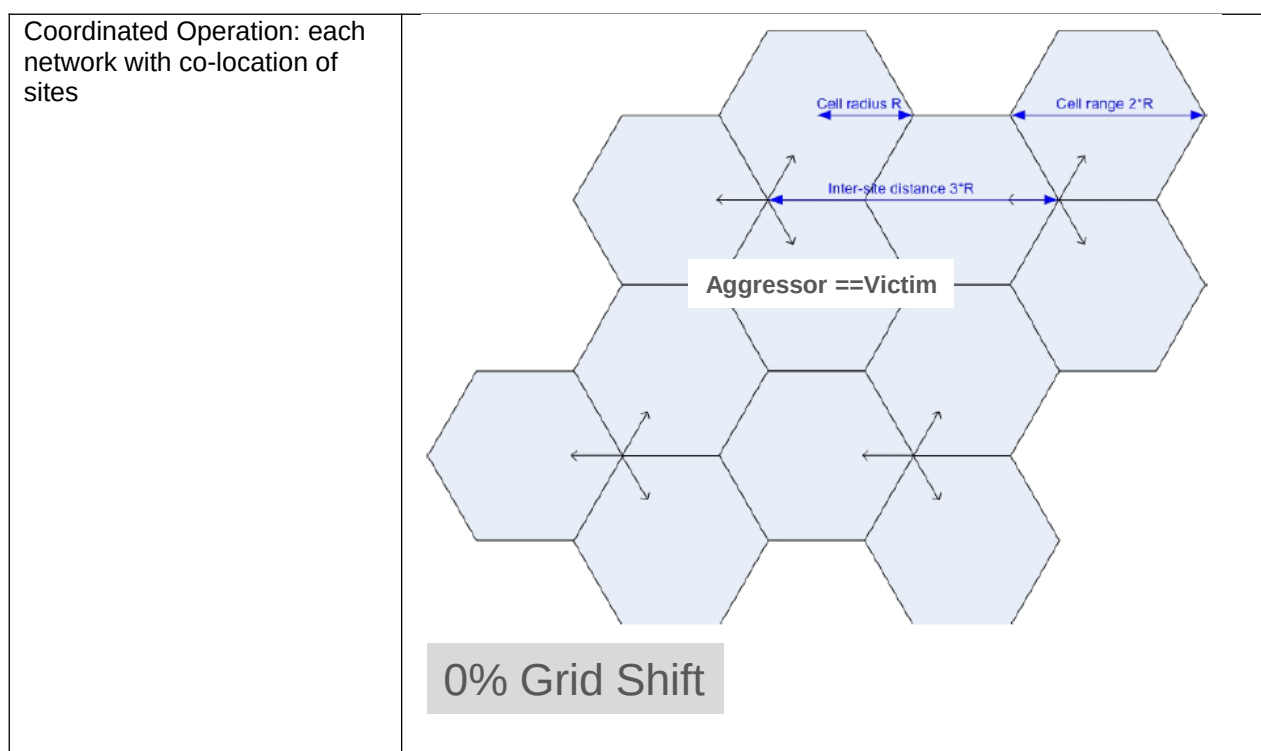 Coordinated Operation: each
network with co-location of
sites
Cell radius R
Cell range 2*R
Inter-site distance 3*R
Aggressor ==Victim
0% Grid Shift